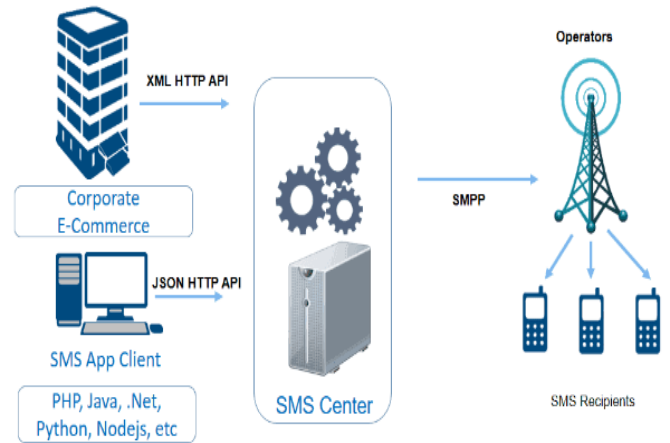 XML HTTP API
Corporate
E-Commerce
JSON HTTP API
SMS App Client
PHP, Java, .Net,
Python, Nodejs, etc
SMS Center
SMPP
Operators
SMS Recipients